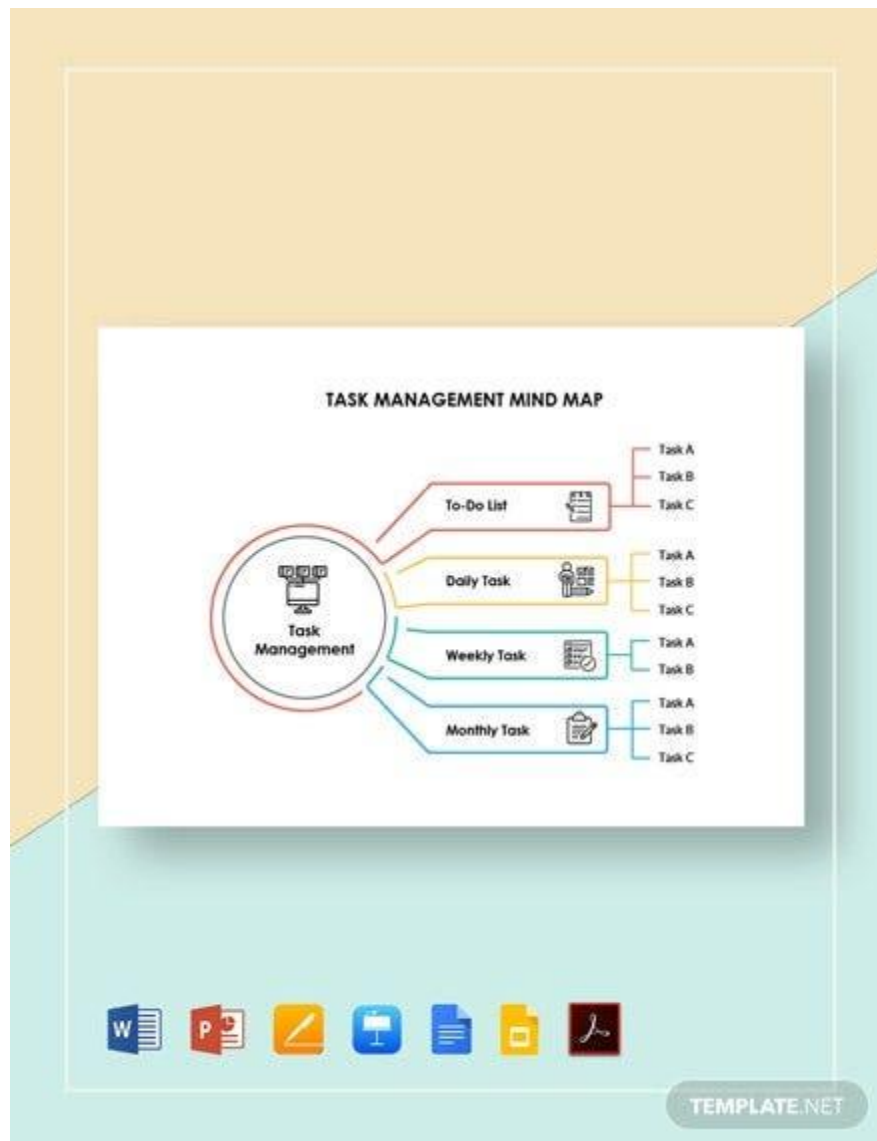 TASK MANAGEMENT MIND MAP
Task
Management
To-Do List
Task A
Task B
Task C
Daily Task
Task A
Task B
Task C
Weekly Task
Task A
Task B
Monthly Task
Task A
Task B
Task C
W
P
TEMPLATE.NET